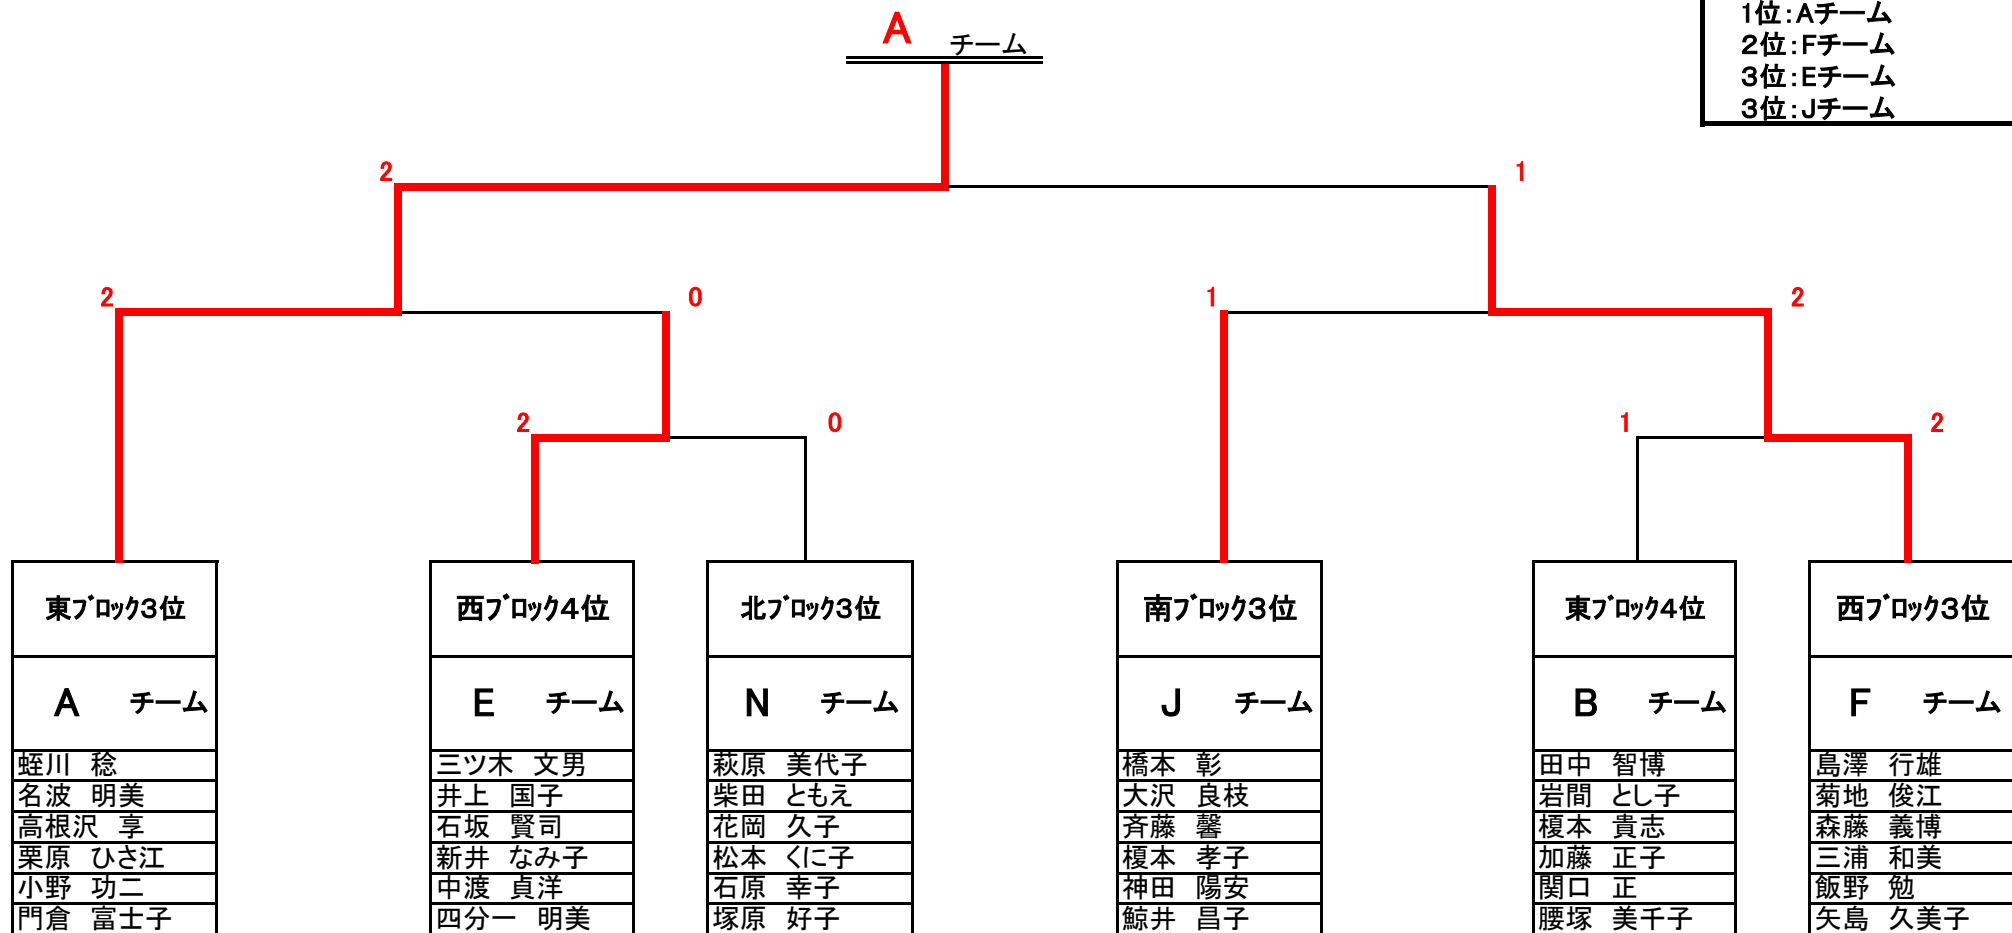 A チーム
1位：Aチーム
2位：Fチーム
3位：Eチーム
3位：Jチーム
2 1
2 0 1 2
2 0 1 2
東ブロック3位 西ブロック4位 北ブロック3位 南ブロック3位 東ブロック4位 西ブロック3位
A チーム E チーム N チーム J チーム B チーム F チーム
蛭川 稔 三ツ木 文男 萩原 美代子 橋本 彰 田中 智博 島澤 行雄
名波 明美 井上 国子 柴田 ともえ 大沢 良枝 岩間 とし子 菊地 俊江
高根沢 享 石坂 賢司 花岡 久子 斉藤 馨 榎本 貴志 森藤 義博
栗原 ひさ江 新井 なみ子 松本 くに子 榎本 孝子 加藤 正子 三浦 和美
小野 功二 中渡 貞洋 石原 幸子 神田 陽安 関口 正 飯野 勉
門倉 富士子 四分一 明美 塚原 好子 鯨井 昌子 腰塚 美千子 矢島 久美子